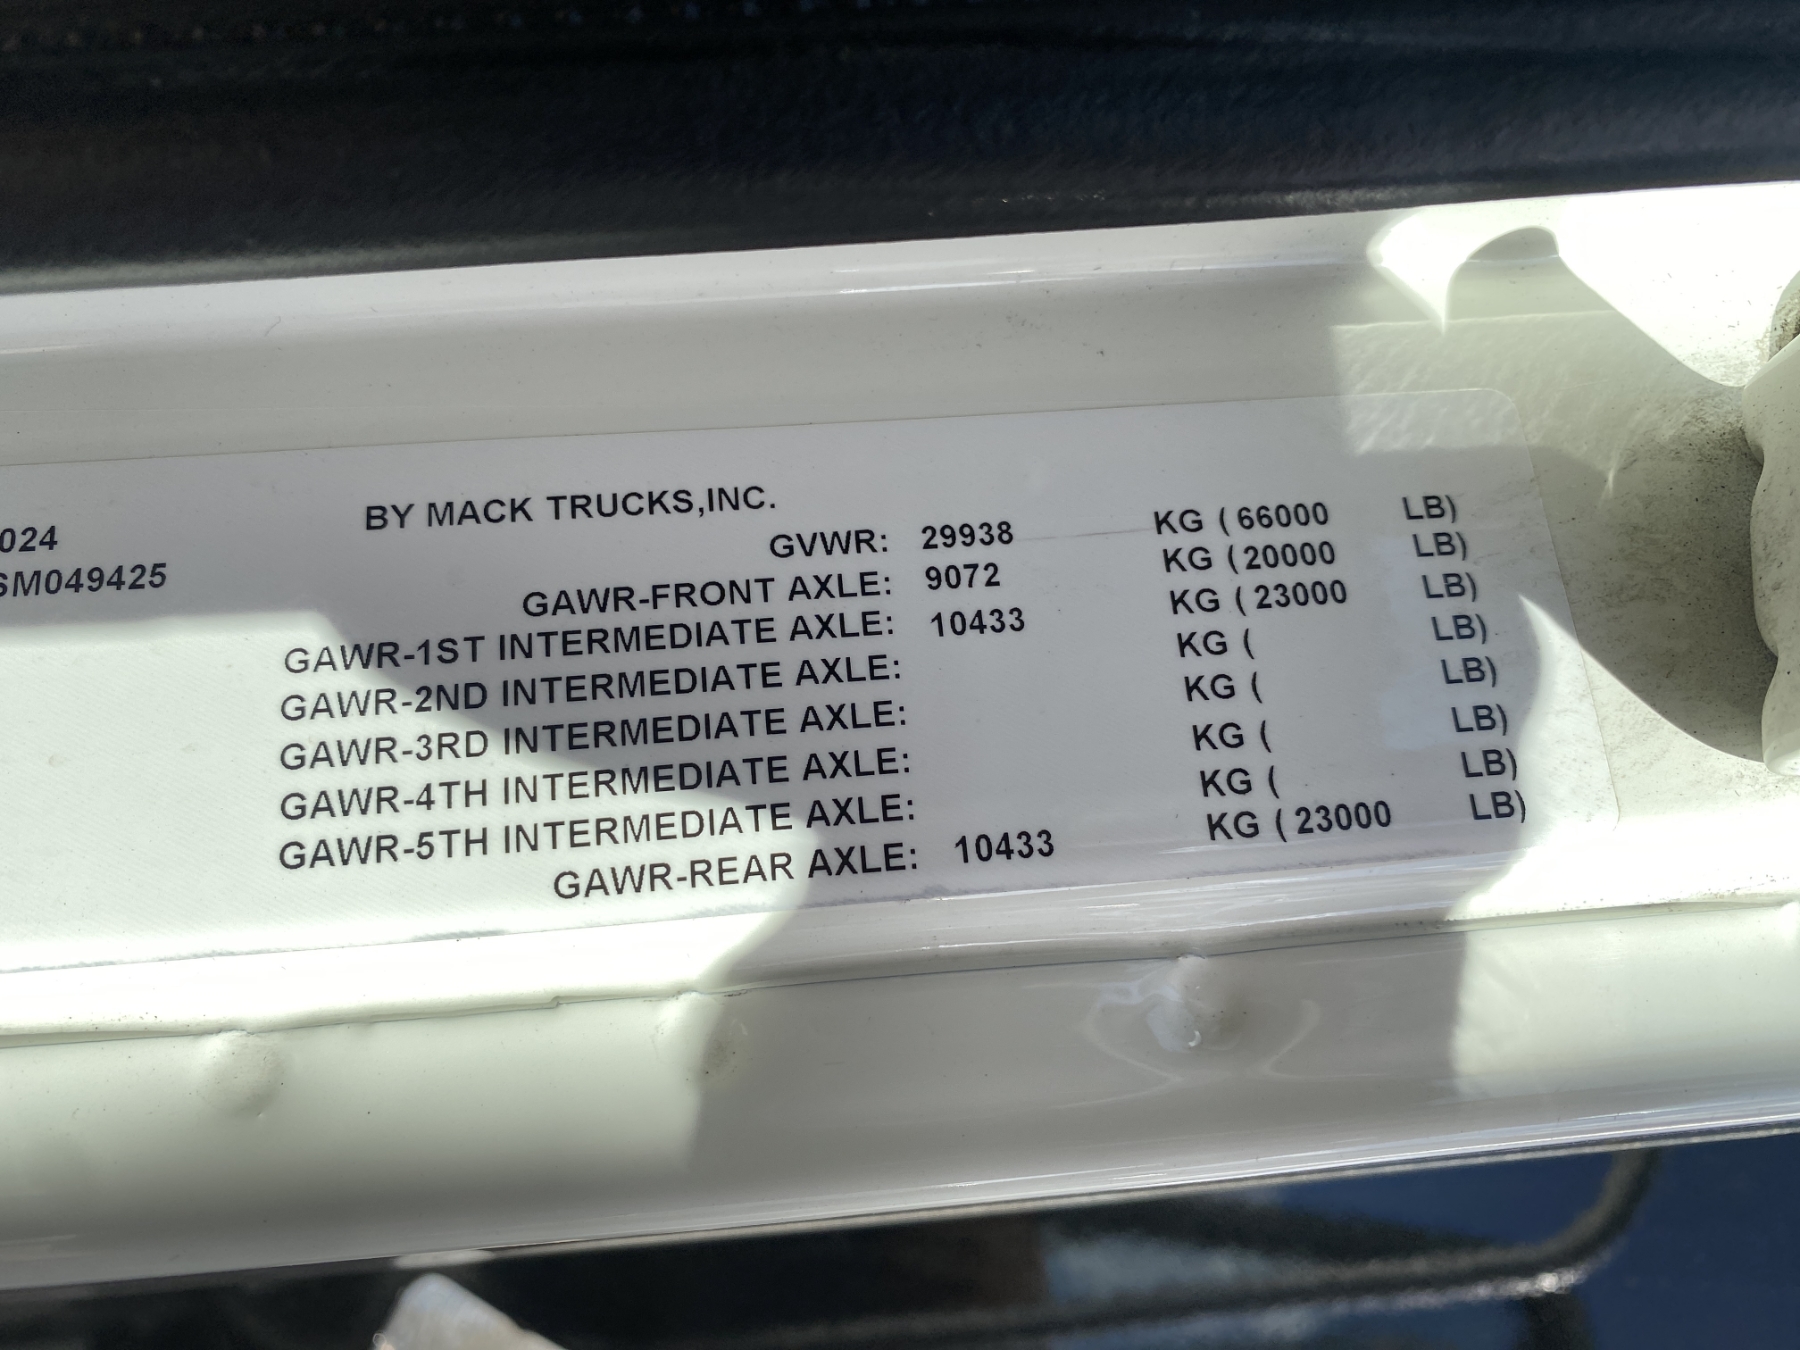 024
SM049425
BY MACK TRUCKS,INC.
GVWR: 29938 KG (66000 LB)
GAWR-FRONT AXLE: 9072 KG (20000 LB)
GAWR-1ST INTERMEDIATE AXLE: 10433 KG (23000 LB)
GAWR-2ND INTERMEDIATE AXLE: KG ( LB)
GAWR-3RD INTERMEDIATE AXLE: KG ( LB)
GAWR-4TH INTERMEDIATE AXLE: KG ( LB)
GAWR-5TH INTERMEDIATE AXLE: KG ( LB)
GAWR-REAR AXLE: 10433 KG (23000 LB)